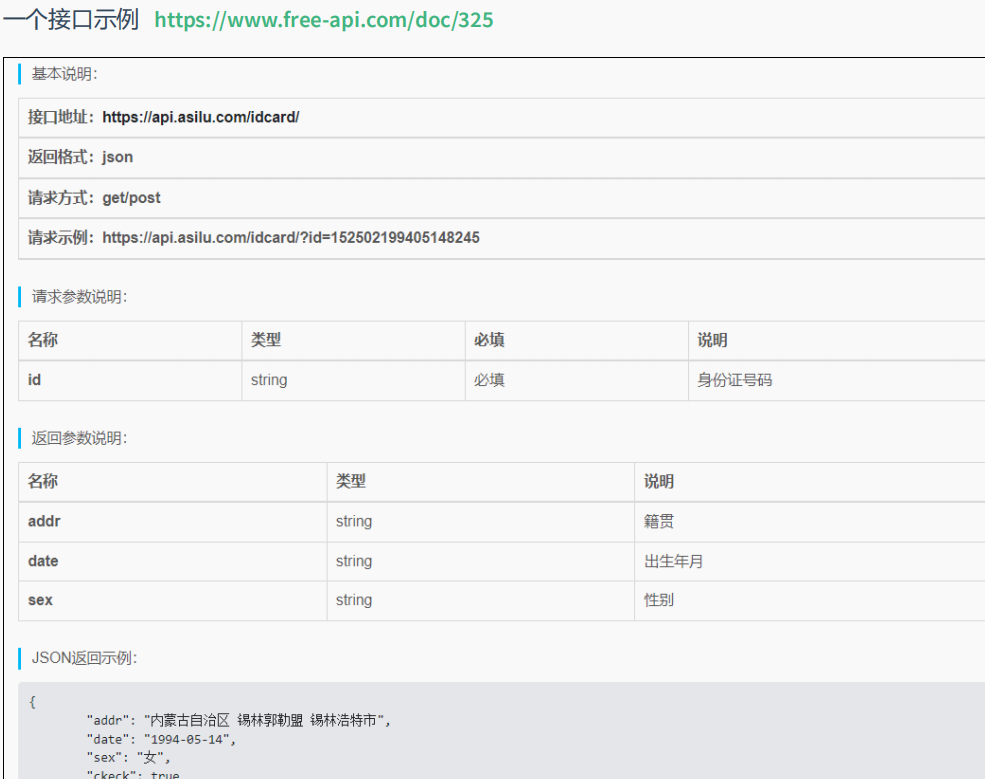 一个接口示例 https://www.free-api.com/doc/325
基本说明：
接口地址：https://api.asilu.com/idcard/
返回格式：json
请求方式：get/post
请求示例：https://api.asilu.com/idcard/?id=152502199405148245
请求参数说明：
名称 类型 必填 说明
id string 必填 身份证号码
返回参数说明：
名称 类型 说明
addr string 籍贯
date string 出生年月
sex string 性别
JSON返回示例：
{
"addr": "内蒙古自治区 锡林郭勒盟 锡林浩特市",
"date": "1994-05-14",
"sex": "女",
"ckeck": true